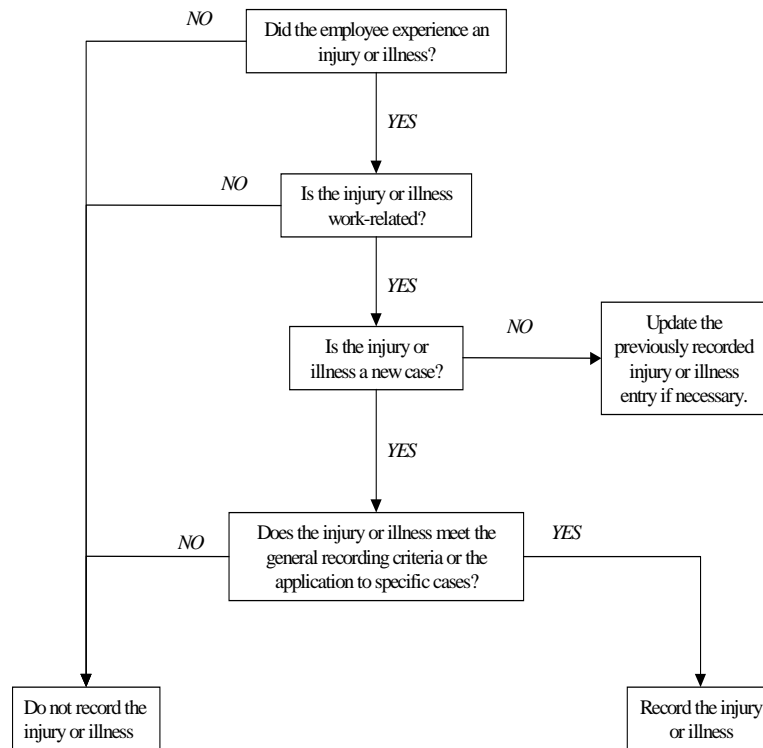 NO
Did the employee experience an
injury or illness?
YES
NO
Is the injury or illness
work-related?
YES
Is the injury or
illness a new case?
NO
Update the
previously recorded
injury or illness
entry if necessary.
YES
NO
Does the injury or illness meet the
general recording criteria or the
application to specific cases?
YES
Do not record the
injury or illness
Record the injury
or illness